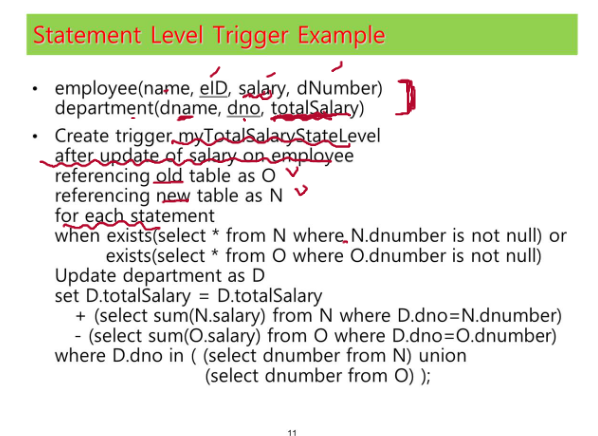 Statement Level Trigger Example
• employee(name, eID, salary, dNumber)
department(dname, dno, totalSalary)
• Create trigger myTotalSalaryStateLevel
after update of salary on employee
referencing old table as O
referencing new table as N
for each statement
when exists(select * from N where N.dnumber is not null) or
exists(select * from O where O.dnumber is not null)
Update department as D
set D.totalSalary = D.totalSalary
+ (select sum(N.salary) from N where D.dno=N.dnumber)
- (select sum(O.salary) from O where D.dno=O.dnumber)
where D.dno in ( (select dnumber from N) union
(select dnumber from O) );
11